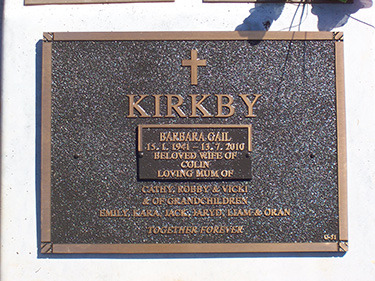 KIRKBY
BARBARA GAIL
15. 1. 1941 – 13. 7. 2010
BELOVED WIFE OF
COLIN
LOVING MUM OF
CATHY, ROBBY & VICKI
& OF GRANDCHILDREN
EMILY, KARA, JACK, JARYD, LIAM & ORAN
TOGETHER FOREVER